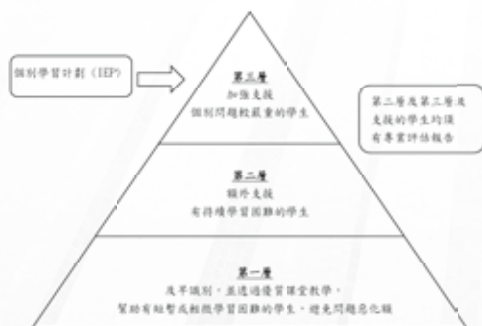 個別學習計劃（IEP）
第三層
加強支援
個別問題較嚴重的學生
第二層及第三層
支援的學生均須
有專業評估報告
第二層
額外支援
有持續學習困難的學生
第一層
及早識別，並透過優質課堂教學，
幫助有短暫或輕微學習困難的學生，避免問題惡化